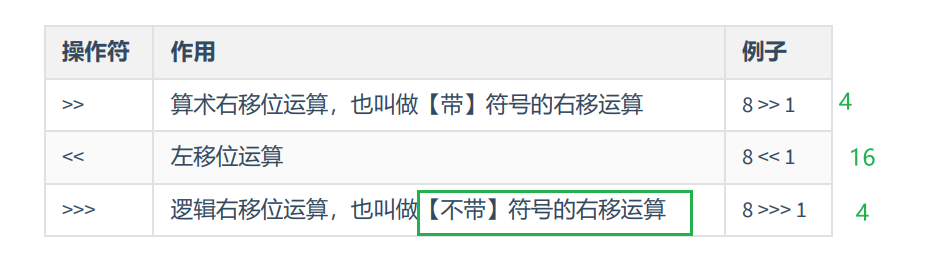 操作符 作用 例子
>> 算术右移位运算，也叫做【带】符号的右移运算 8 >> 1 4
<< 左移位运算 8 << 1 16
>>> 逻辑右移位运算，也叫做【不带】符号的右移运算 8 >>> 1 4